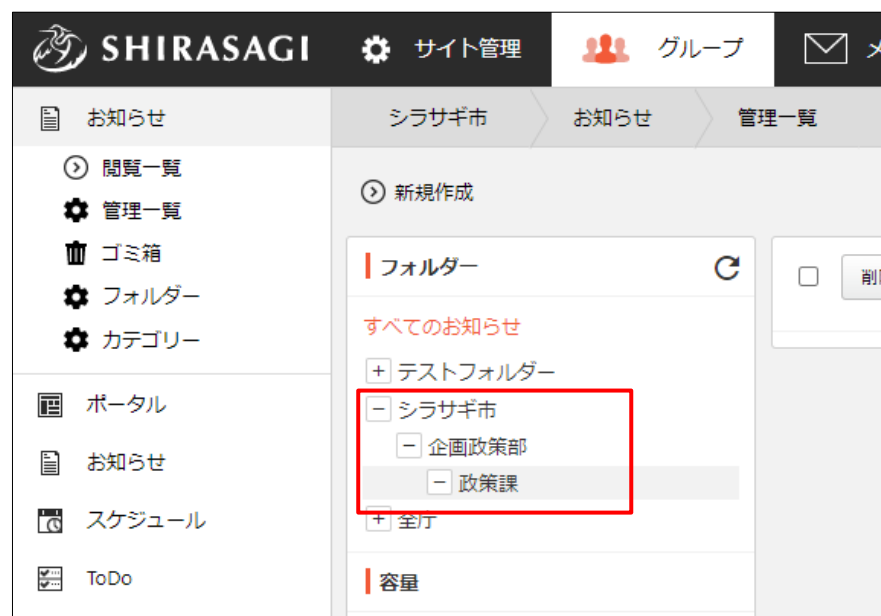 SHIRASAGI サイト管理 グループ メ
お知らせ
閲覧一覧
管理一覧
ゴミ箱
フォルダー
カテゴリー
ポータル
お知らせ
スケジュール
ToDo
シラサギ市 お知らせ 管理一覧
新規作成
フォルダー
すべてのお知らせ
テストフォルダー
シラサギ市
企画政策部
政策課
全庁
容量
削